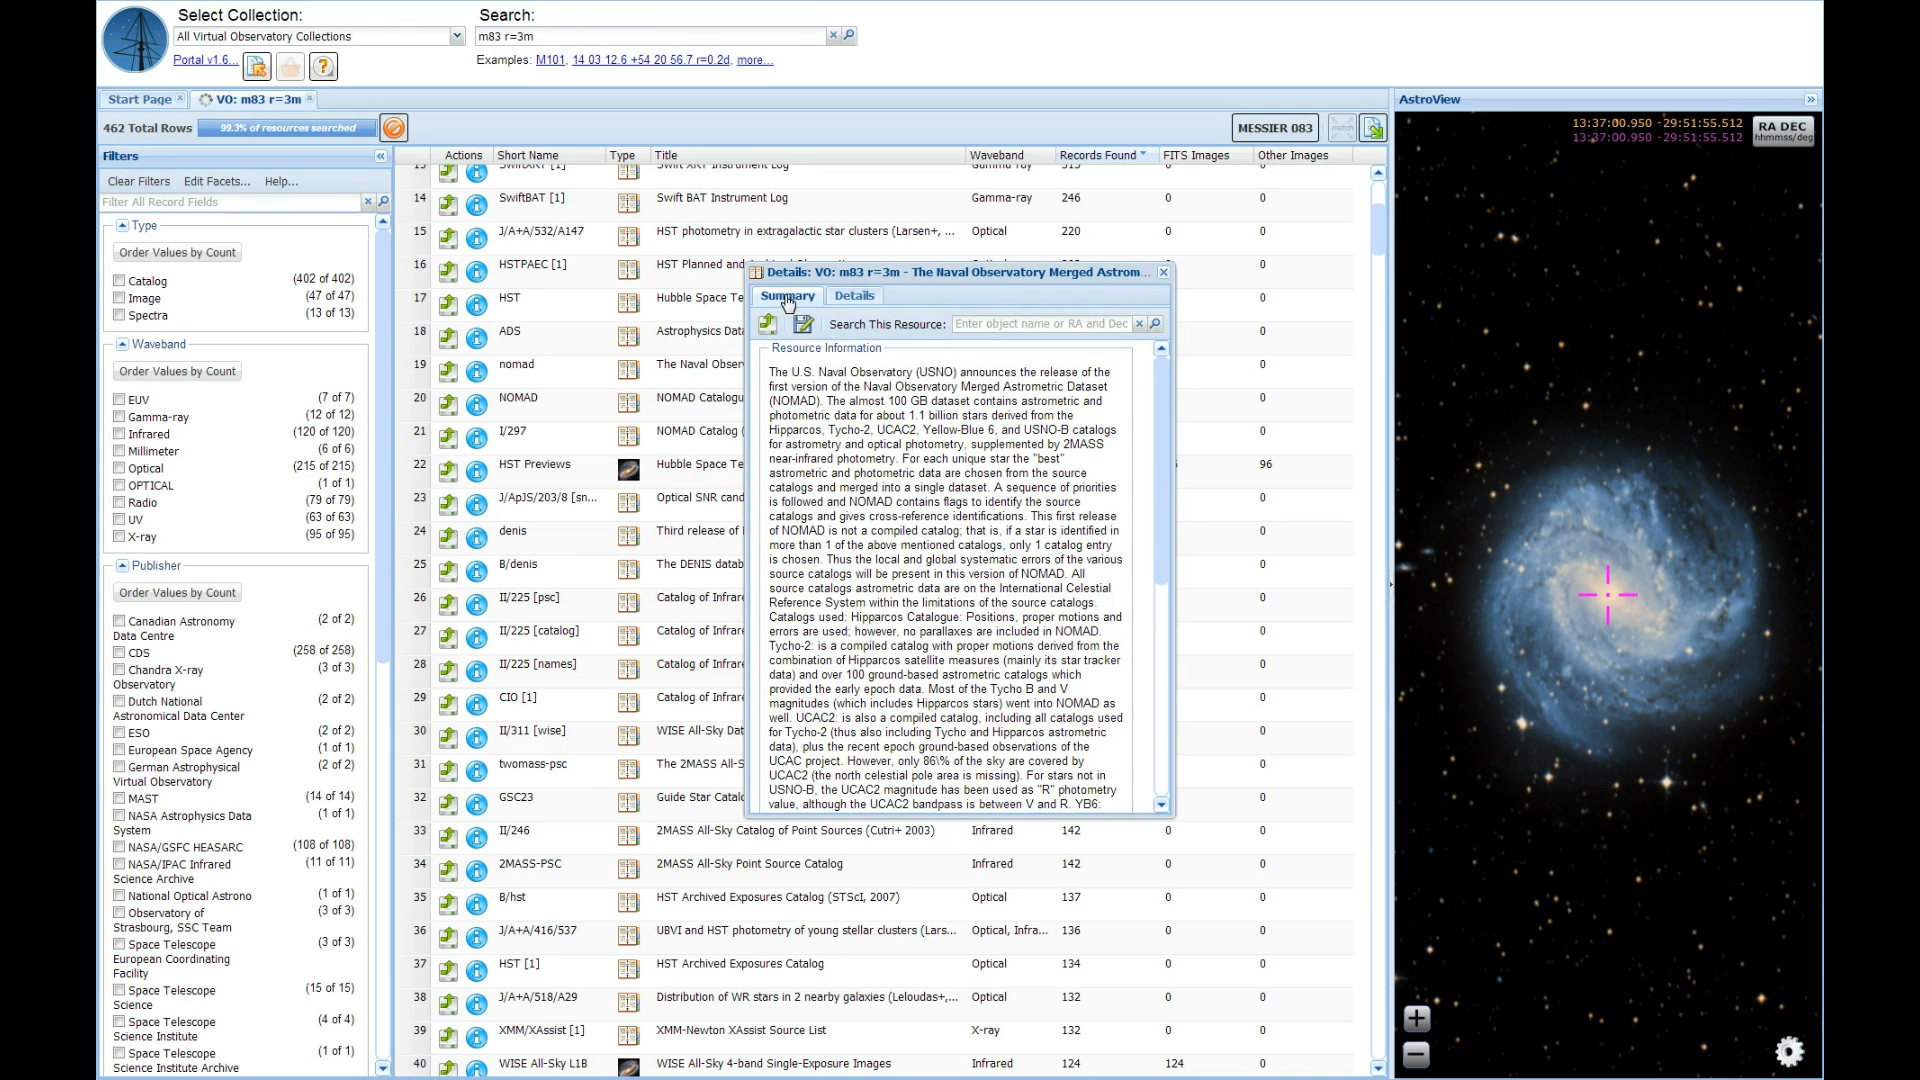 Select Collection:
Search:
All Virtual Observatory Collections
m83 r=3m
Portal v1.6...
Examples: M101, 14 03 12.6 +54 20 56.7 r=0.2d, more...
Start Page
VO: m83 r=3m
AstroView
462 Total Rows
99.3% of resources searched
MESSIER 083
match
13:37:00.950 -29:51:55.512
13:37:00.950 -29:51:55.512
RA DEC
hhmmss/deg
Filters
Clear Filters Edit Facets... Help...
Filter All Record Fields
Type
Order Values by Count
Catalog (402 of 402)
Image (47 of 47)
Spectra (13 of 13)
Waveband
Order Values by Count
EUV (7 of 7)
Gamma-ray (12 of 12)
Infrared (120 of 120)
Millimeter (6 of 6)
Optical (215 of 215)
OPTICAL (1 of 1)
Radio (79 of 79)
UV (63 of 63)
X-ray (95 of 95)
Publisher
Order Values by Count
Canadian Astronomy (2 of 2)
Data Centre
CDS (258 of 258)
Chandra X-ray (3 of 3)
Observatory
Dutch National (2 of 2)
Astronomical Data Center
ESO (2 of 2)
European Space Agency (1 of 1)
German Astrophysical (2 of 2)
Virtual Observatory
MAST (14 of 14)
NASA Astrophysics Data (1 of 1)
System
NASA/GSFC HEASARC (108 of 108)
NASA/IPAC Infrared (11 of 11)
Science Archive
National Optical Astrono (1 of 1)
Observatory of (3 of 3)
Strasbourg, SSC Team
Space Telescope (3 of 3)
European Coordinating
Facility
Space Telescope (15 of 15)
Science
Space Telescope (4 of 4)
Science Institute
Space Telescope (1 of 1)
Science Institute Archive
Actions Short Name Type Title Waveband Records Found FITS Images Other Images
14 SwiftBAT [1] Swift BAT Instrument Log Gamma-ray 246 0 0
15 J/A+A/532/A147 HST photometry in extragalactic star clusters (Larsen+, ... Optical 220 0 0
16 HSTPAEC [1] HST Planned and 0
17 HST Hubble Space Te 0
18 ADS Astrophysics Data 0
19 nomad The Naval Obser 0
20 NOMAD NOMAD Catalogu 0
21 I/297 NOMAD Catalog ( 0
22 HST Previews Hubble Space Te 96
23 J/ApJS/203/8 [sn... Optical SNR cand 0
24 denis Third release of 0
25 B/denis The DENIS datab 0
26 II/225 [psc] Catalog of Infrare 0
27 II/225 [catalog] Catalog of Infrare 0
28 II/225 [names] Catalog of Infrare 0
29 CIO [1] Catalog of Infrare 0
30 II/311 [wise] WISE All-Sky Dat 0
31 twomass-psc The 2MASS All-S 0
32 GSC23 Guide Star Catalo 0
33 II/246 2MASS All-Sky Catalog of Point Sources (Cutri+ 2003) Infrared 142 0 0
34 2MASS-PSC 2MASS All-Sky Point Source Catalog Infrared 142 0 0
35 B/hst HST Archived Exposures Catalog (STScI, 2007) Optical 137 0 0
36 J/A+A/416/537 UBVI and HST photometry of young stellar clusters (Lars... Optical, Infra... 136 0 0
37 HST [1] HST Archived Exposures Catalog Optical 134 0 0
38 J/A+A/518/A29 Distribution of WR stars in 2 nearby galaxies (Leloudas+,... Optical 132 0 0
39 XMM/XAssist [1] XMM-Newton XAssist Source List X-ray 132 0 0
40 WISE All-Sky L1B WISE All-Sky 4-band Single-Exposure Images Infrared 124 124 0
Details: VO: m83 r=3m - The Naval Observatory Merged Astrom...
Summary Details
Search This Resource: Enter object name or RA and Dec
Resource Information
The U.S. Naval Observatory (USNO) announces the release of the
first version of the Naval Observatory Merged Astrometric Dataset
(NOMAD). The almost 100 GB dataset contains astrometric and
photometric data for about 1.1 billion stars derived from the
Hipparcos, Tycho-2, UCAC2, Yellow-Blue 6, and USNO-B catalogs
for astrometry and optical photometry, supplemented by 2MASS
near-infrared photometry. For each unique star the "best"
astrometric and photometric data are chosen from the source
catalogs and merged into a single dataset. A sequence of priorities
is followed and NOMAD contains flags to identify the source
catalogs and gives cross-reference identifications. This first release
of NOMAD is not a compiled catalog; that is, if a star is identified in
more than 1 of the above mentioned catalogs, only 1 catalog entry
is chosen. Thus the local and global systematic errors of the various
source catalogs will be present in this version of NOMAD. All
source catalogs astrometric data are on the International Celestial
Reference System within the limitations of the source catalogs.
Catalogs used: Hipparcos Catalogue: Positions, proper motions and
errors are used; however, no parallaxes are included in NOMAD.
Tycho-2: is a compiled catalog with proper motions derived from the
combination of Hipparcos satellite measures (mainly its star tracker
data) and over 100 ground-based astrometric catalogs which
provided the early epoch data. Most of the Tycho B and V
magnitudes (which includes Hipparcos stars) went into NOMAD as
well. UCAC2: is also a compiled catalog, including all catalogs used
for Tycho-2 (thus also including Tycho and Hipparcos astrometric
data), plus the recent epoch ground-based observations of the
UCAC project. However, only 86\% of the sky are covered by
UCAC2 (the north celestial pole area is missing). For stars not in
USNO-B, the UCAC2 magnitude has been used as "R" photometry
value, although the UCAC2 bandpass is between V and R. YB6: